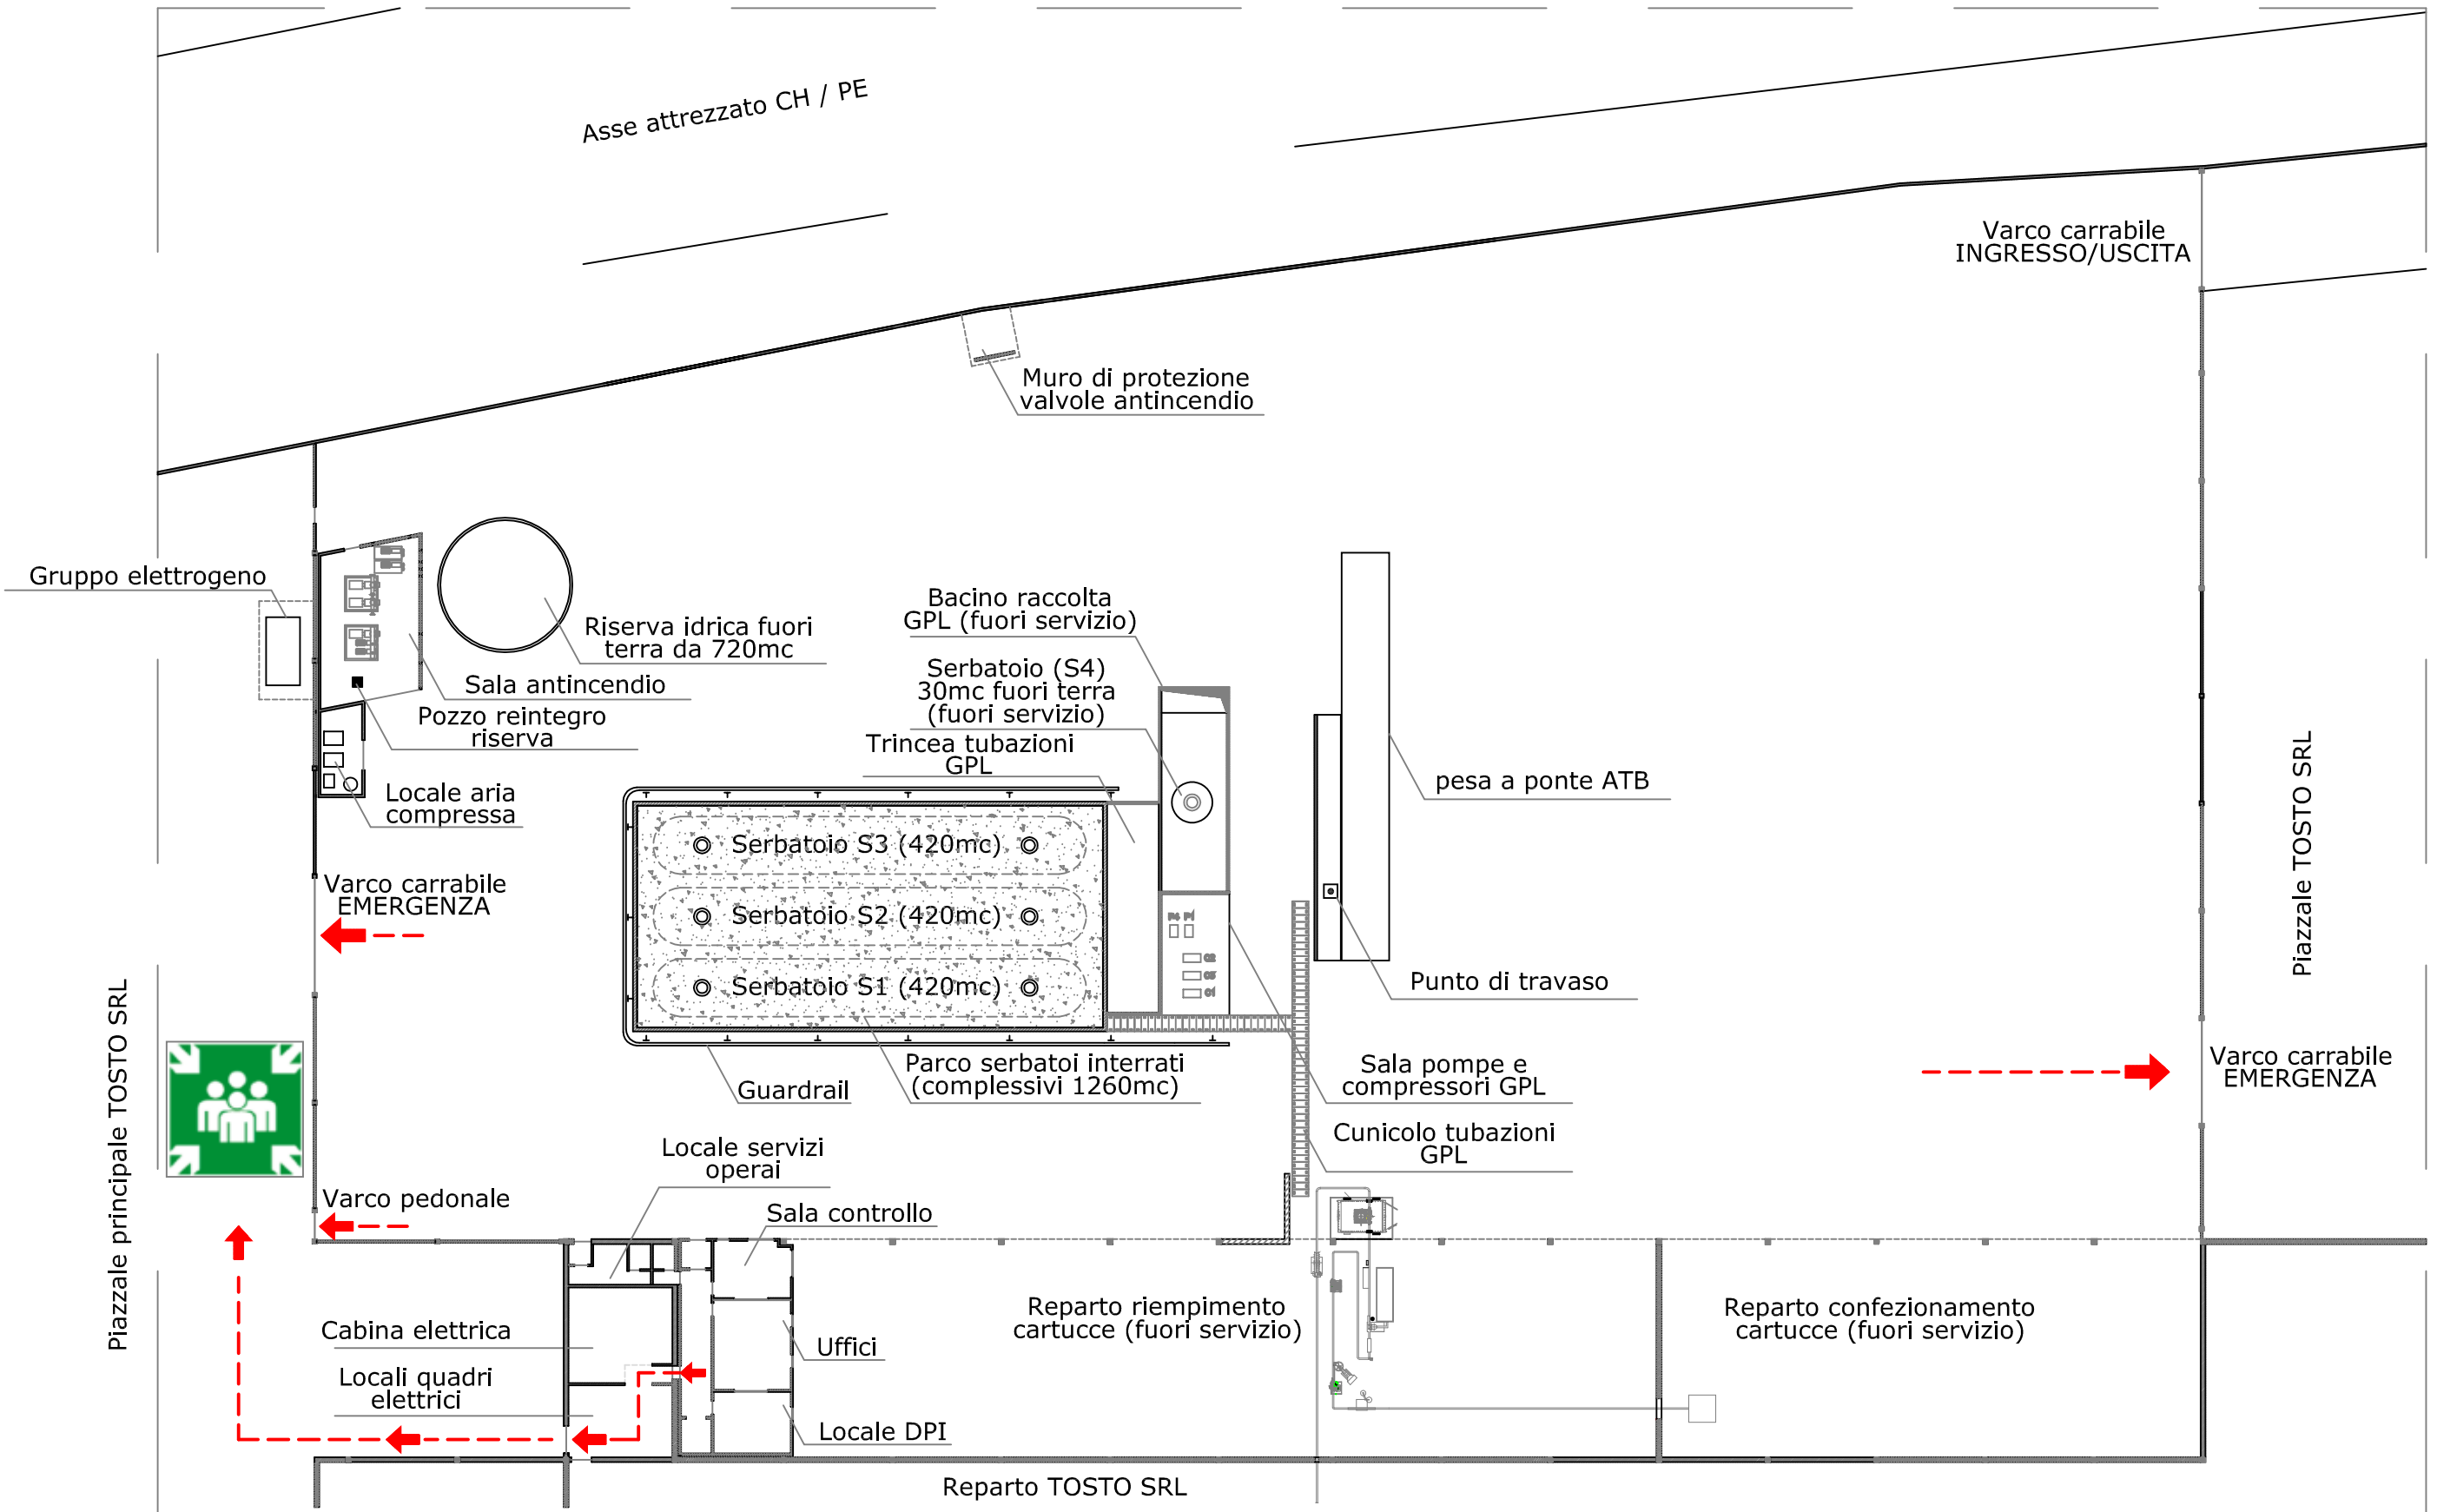 Asse attrezzato CH / PE
Varco carrabile
INGRESSO/USCITA
Muro di protezione
valvole antincendio
Gruppo elettrogeno
Riserva idrica fuori
terra da 720mc
Sala antincendio
Pozzo reintegro
riserva
Locale aria
compressa
Bacino raccolta
GPL (fuori servizio)
Serbatoio (S4)
30mc fuori terra
(fuori servizio)
Trincea tubazioni
GPL
pesa a ponte ATB
Piazzale TOSTO SRL
Serbatoio S3 (420mc)
Serbatoio S2 (420mc)
Serbatoio S1 (420mc)
Varco carrabile
EMERGENZA
P4 P1
C2
C3
C1
Punto di travaso
Piazzale principale TOSTO SRL
Guardrail
Parco serbatoi interrati
(complessivi 1260mc)
Sala pompe e
compressori GPL
Varco carrabile
EMERGENZA
Cunicolo tubazioni
GPL
Locale servizi
operai
Varco pedonale
Sala controllo
Cabina elettrica
Uffici
Reparto riempimento
cartucce (fuori servizio)
Reparto confezionamento
cartucce (fuori servizio)
Locali quadri
elettrici
Locale DPI
Reparto TOSTO SRL